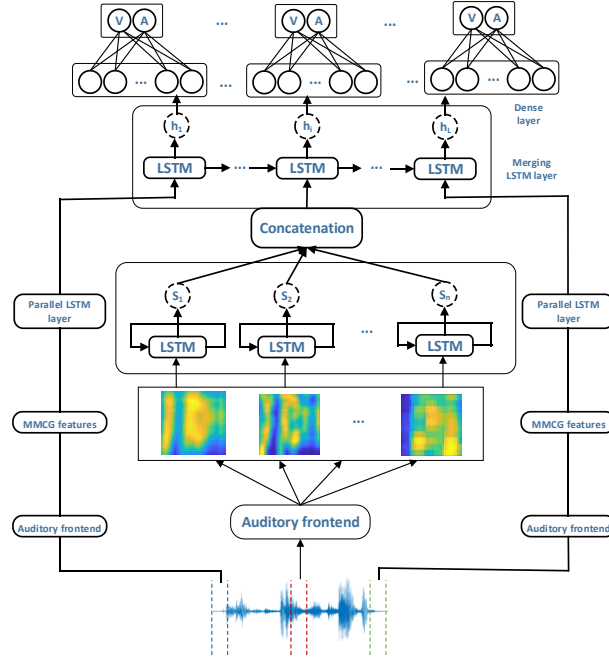 V A ... V A ... V A
... ... ... ... ...
Dense
layer
h1 hi hL
LSTM ... LSTM ... LSTM
Merging
LSTM layer
Concatenation
S1 S2 Sn
Parallel LSTM
layer
...
Parallel LSTM
layer
LSTM LSTM LSTM
MMCG features
...
MMCG features
Auditory frontend
Auditory frontend
Auditory frontend